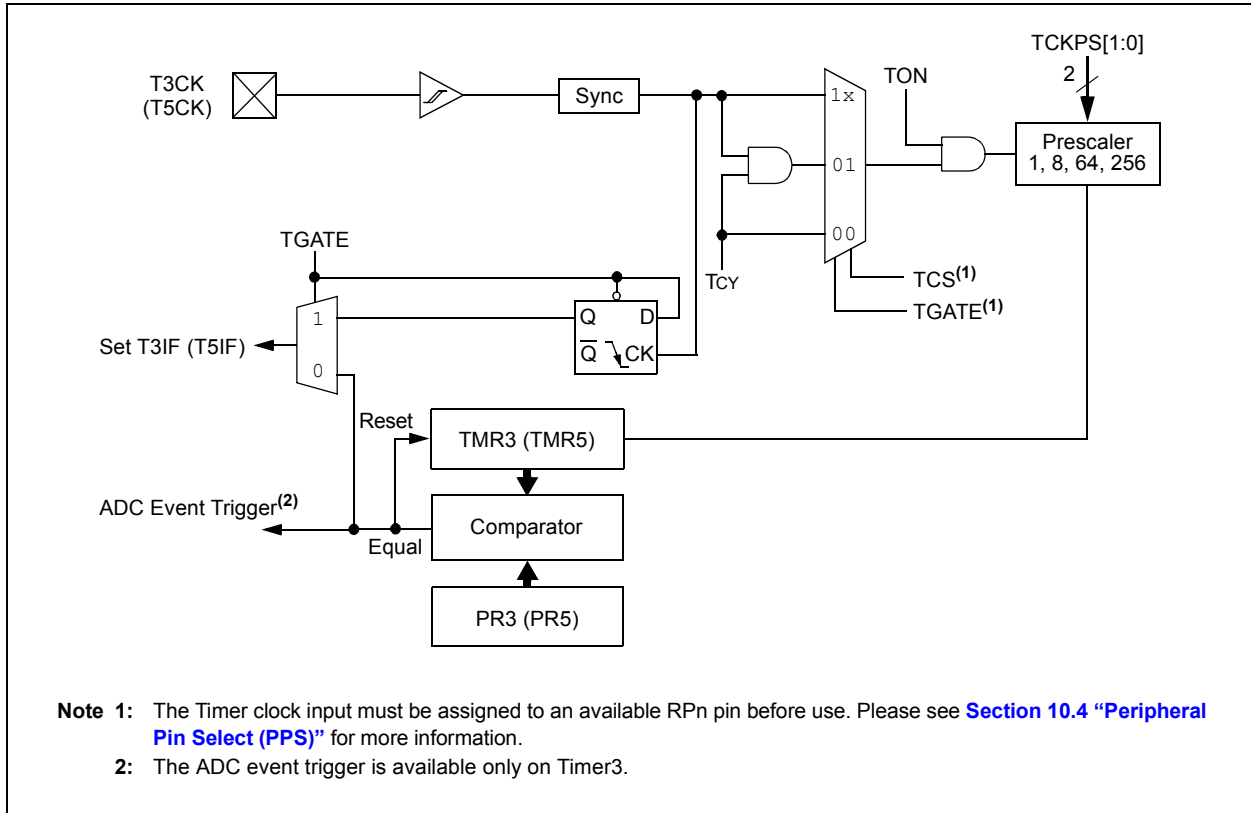 TCKPS[1:0]
2
T3CK
(T5CK)
Sync
TON
1x
Prescaler
1, 8, 64, 256
01
00
TGATE
TCY
TCS(1)
TGATE(1)
1
Q D
Q CK
Set T3IF (T5IF)
0
Reset
TMR3 (TMR5)
ADC Event Trigger(2)
Comparator
Equal
PR3 (PR5)
Note 1: The Timer clock input must be assigned to an available RPn pin before use. Please see Section 10.4 “Peripheral
Pin Select (PPS)” for more information.
2: The ADC event trigger is available only on Timer3.